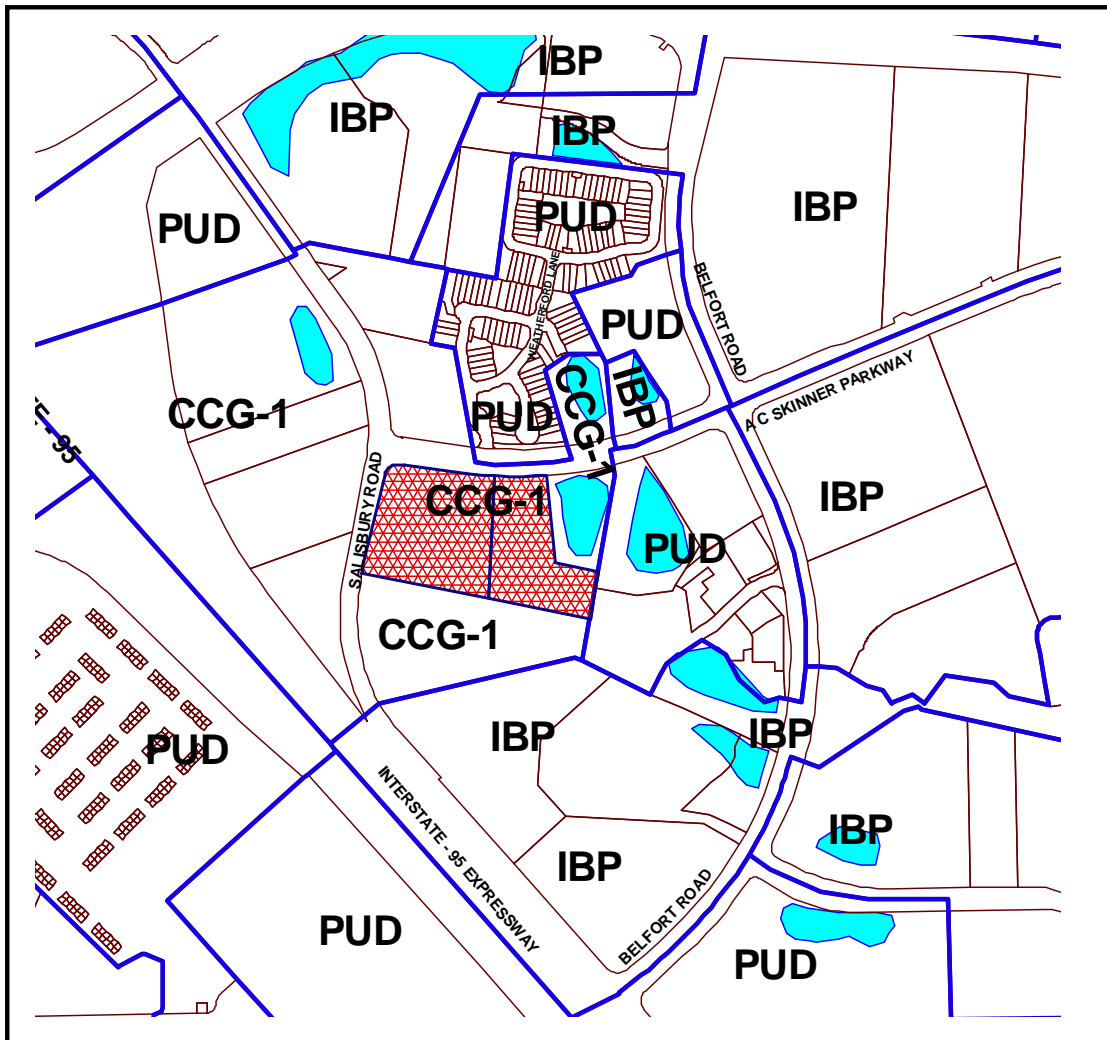 IBP
IBP
IBP
IBP
PUD
PUD
WEATHERFORD LANE
BELFORT ROAD
PUD
A C SKINNER PARKWAY
CCG-1
CCG-1
IBP
PUD
- 95
SALISBURY ROAD
CCG-1
IBP
PUD
CCG-1
IBP
IBP
PUD
INTERSTATE - 95 EXPRESSWAY
IBP
IBP
BELFORT ROAD
PUD
PUD